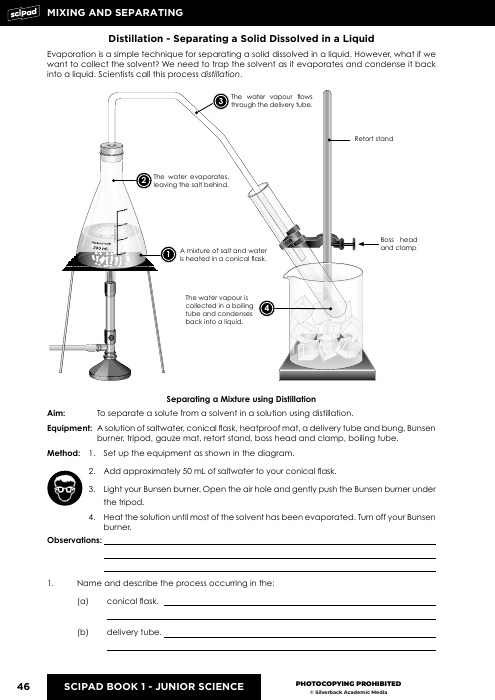 scipad MIXING AND SEPARATING
Distillation - Separating a Solid Dissolved in a Liquid
Evaporation is a simple technique for separating a solid dissolved in a liquid. However, what if we
want to collect the solvent? We need to trap the solvent as it evaporates and condense it back
into a liquid. Scientists call this process distillation.
3 The water vapour flows
through the delivery tube.
Retort stand
2 The water evaporates,
leaving the salt behind.
Boss head
and clamp
1 A mixture of salt and water
is heated in a conical flask.
200 mL
The water vapour is
collected in a boiling
tube and condenses
back into a liquid.
4
Separating a Mixture using Distillation
Aim: To separate a solute from a solvent in a solution using distillation.
Equipment: A solution of saltwater, conical flask, heatproof mat, a delivery tube and bung, Bunsen
burner, tripod, gauze mat, retort stand, boss head and clamp, boiling tube.
Method: 1. Set up the equipment as shown in the diagram.
2. Add approximately 50 mL of saltwater to your conical flask.
3. Light your Bunsen burner. Open the air hole and gently push the Bunsen burner under
the tripod.
4. Heat the solution until most of the solvent has been evaporated. Turn off your Bunsen
burner.
Observations:
1. Name and describe the process occurring in the:
(a) conical flask.
(b) delivery tube.
46 SCIPAD BOOK 1 - JUNIOR SCIENCE
PHOTOCOPYING PROHIBITED
© Silverback Academic Media